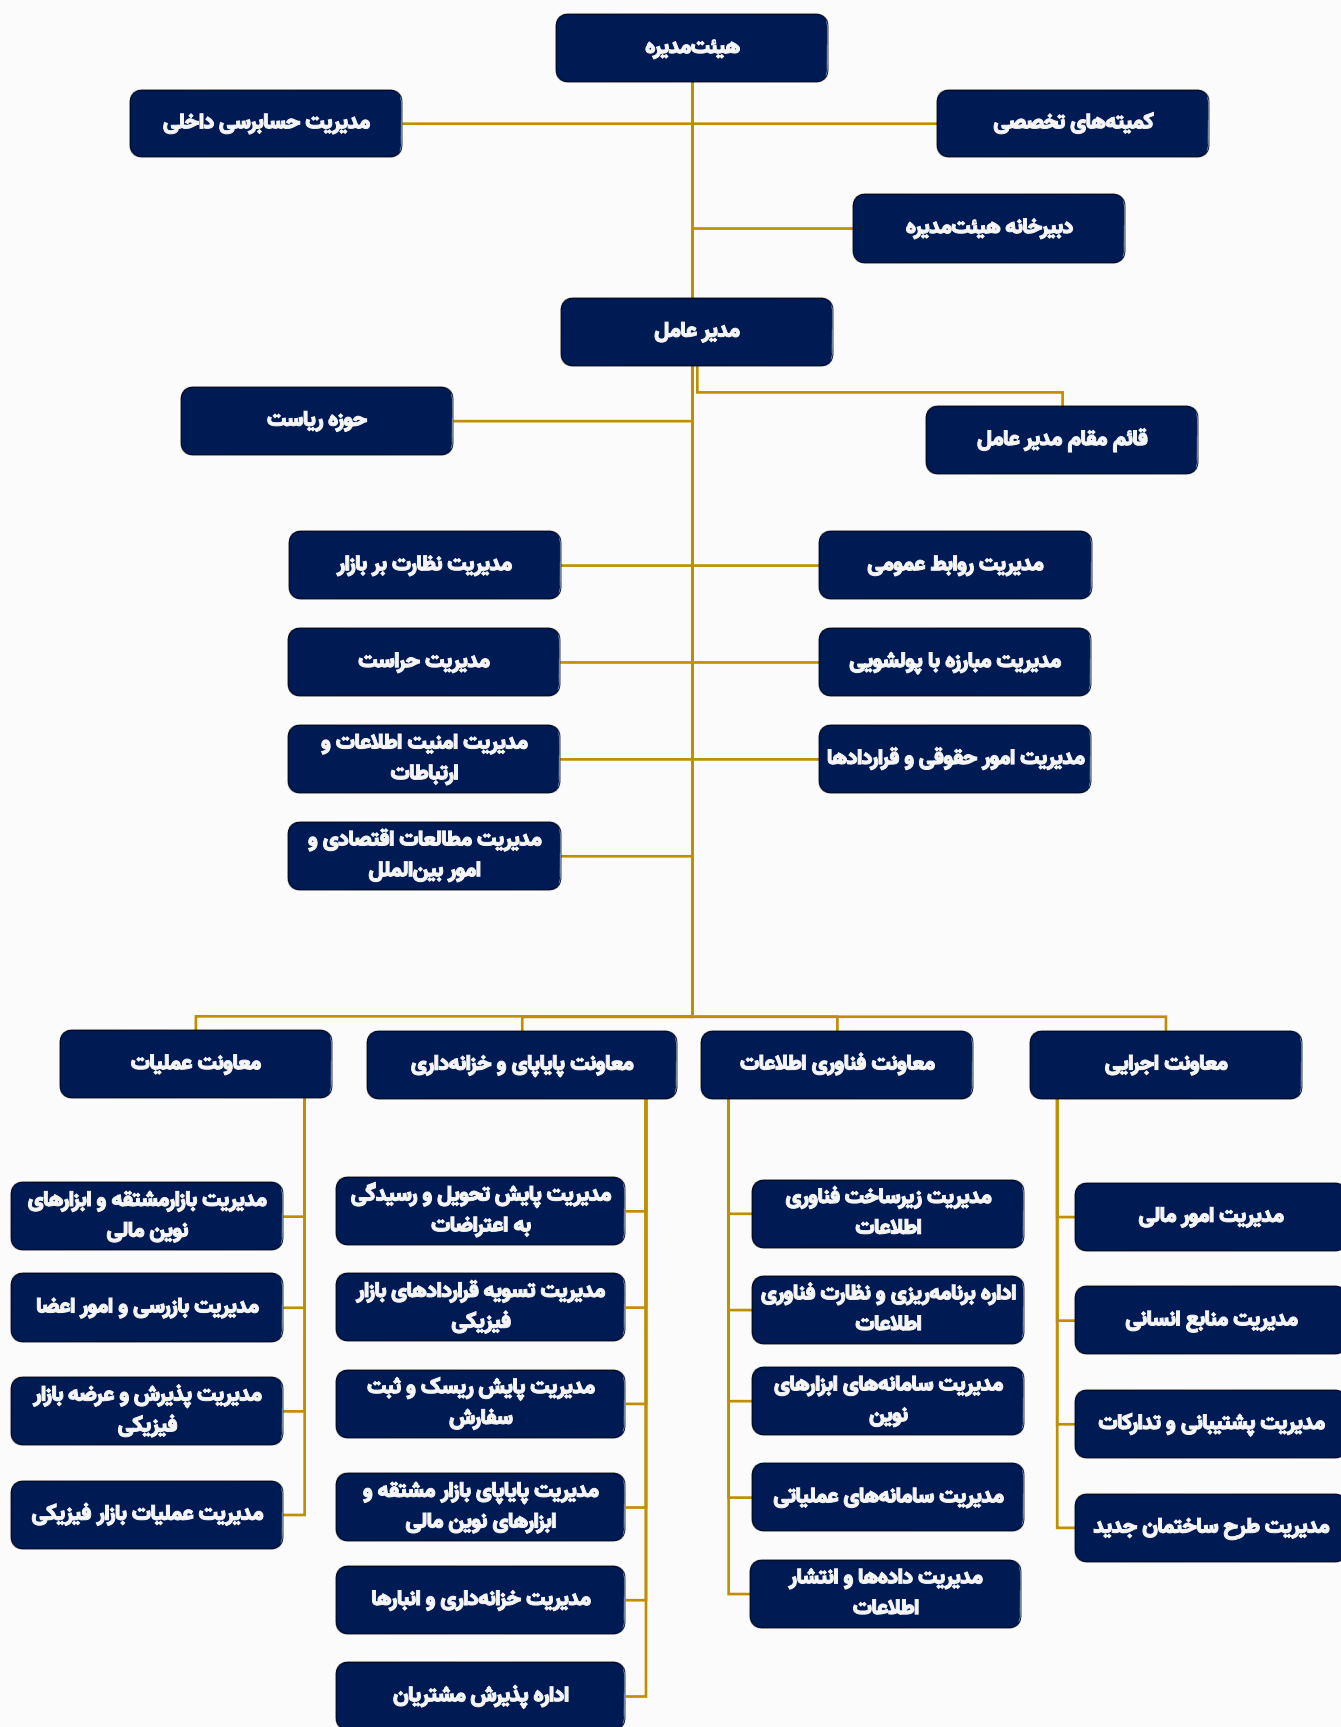 هیئت‌مدیره
کمیته‌های تخصصی
مدیریت حسابرسی داخلی
دبیرخانه هیئت‌مدیره
مدیر عامل
حوزه ریاست
قائم مقام مدیر عامل
مدیریت روابط عمومی
مدیریت نظارت بر بازار
مدیریت مبارزه با پولشویی
مدیریت حراست
مدیریت امور حقوقی و قراردادها
مدیریت امنیت اطلاعات و
ارتباطات
مدیریت مطالعات اقتصادی و
امور بین‌الملل
معاونت اجرایی
معاونت فناوری اطلاعات
معاونت پایاپای و خزانه‌داری
معاونت عملیات
مدیریت امور مالی
مدیریت منابع انسانی
مدیریت پشتیبانی و تدارکات
مدیریت طرح ساختمان جدید
مدیریت زیرساخت فناوری
اطلاعات
اداره برنامه‌ریزی و نظارت فناوری
اطلاعات
مدیریت سامانه‌های ابزارهای
نوین
مدیریت سامانه‌های عملیاتی
مدیریت داده‌ها و انتشار
اطلاعات
مدیریت پایش تحویل و رسیدگی
به اعتراضات
مدیریت تسویه قراردادهای بازار
فیزیکی
مدیریت پایش ریسک و ثبت
سفارش
مدیریت پایاپای بازار مشتقه و
ابزارهای نوین مالی
مدیریت خزانه‌داری و انبارها
اداره پذیرش مشتریان
مدیریت بازارمشتقه و ابزارهای
نوین مالی
مدیریت بازرسی و امور اعضا
مدیریت پذیرش و عرضه بازار
فیزیکی
مدیریت عملیات بازار فیزیکی